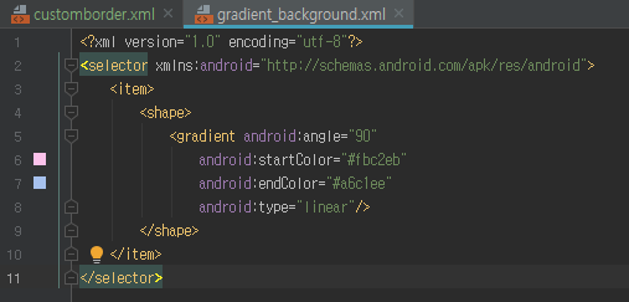 customborder.xml
gradient_background.xml
1 <?xml version="1.0" encoding="utf-8"?>
2 <selector xmlns:android="http://schemas.android.com/apk/res/android">
3 <item>
4 <shape>
5 <gradient android:angle="90"
6 android:startColor="#fbc2eb"
7 android:endColor="#a6c1ee"
8 android:type="linear"/>
9 </shape>
10 </item>
11 </selector>